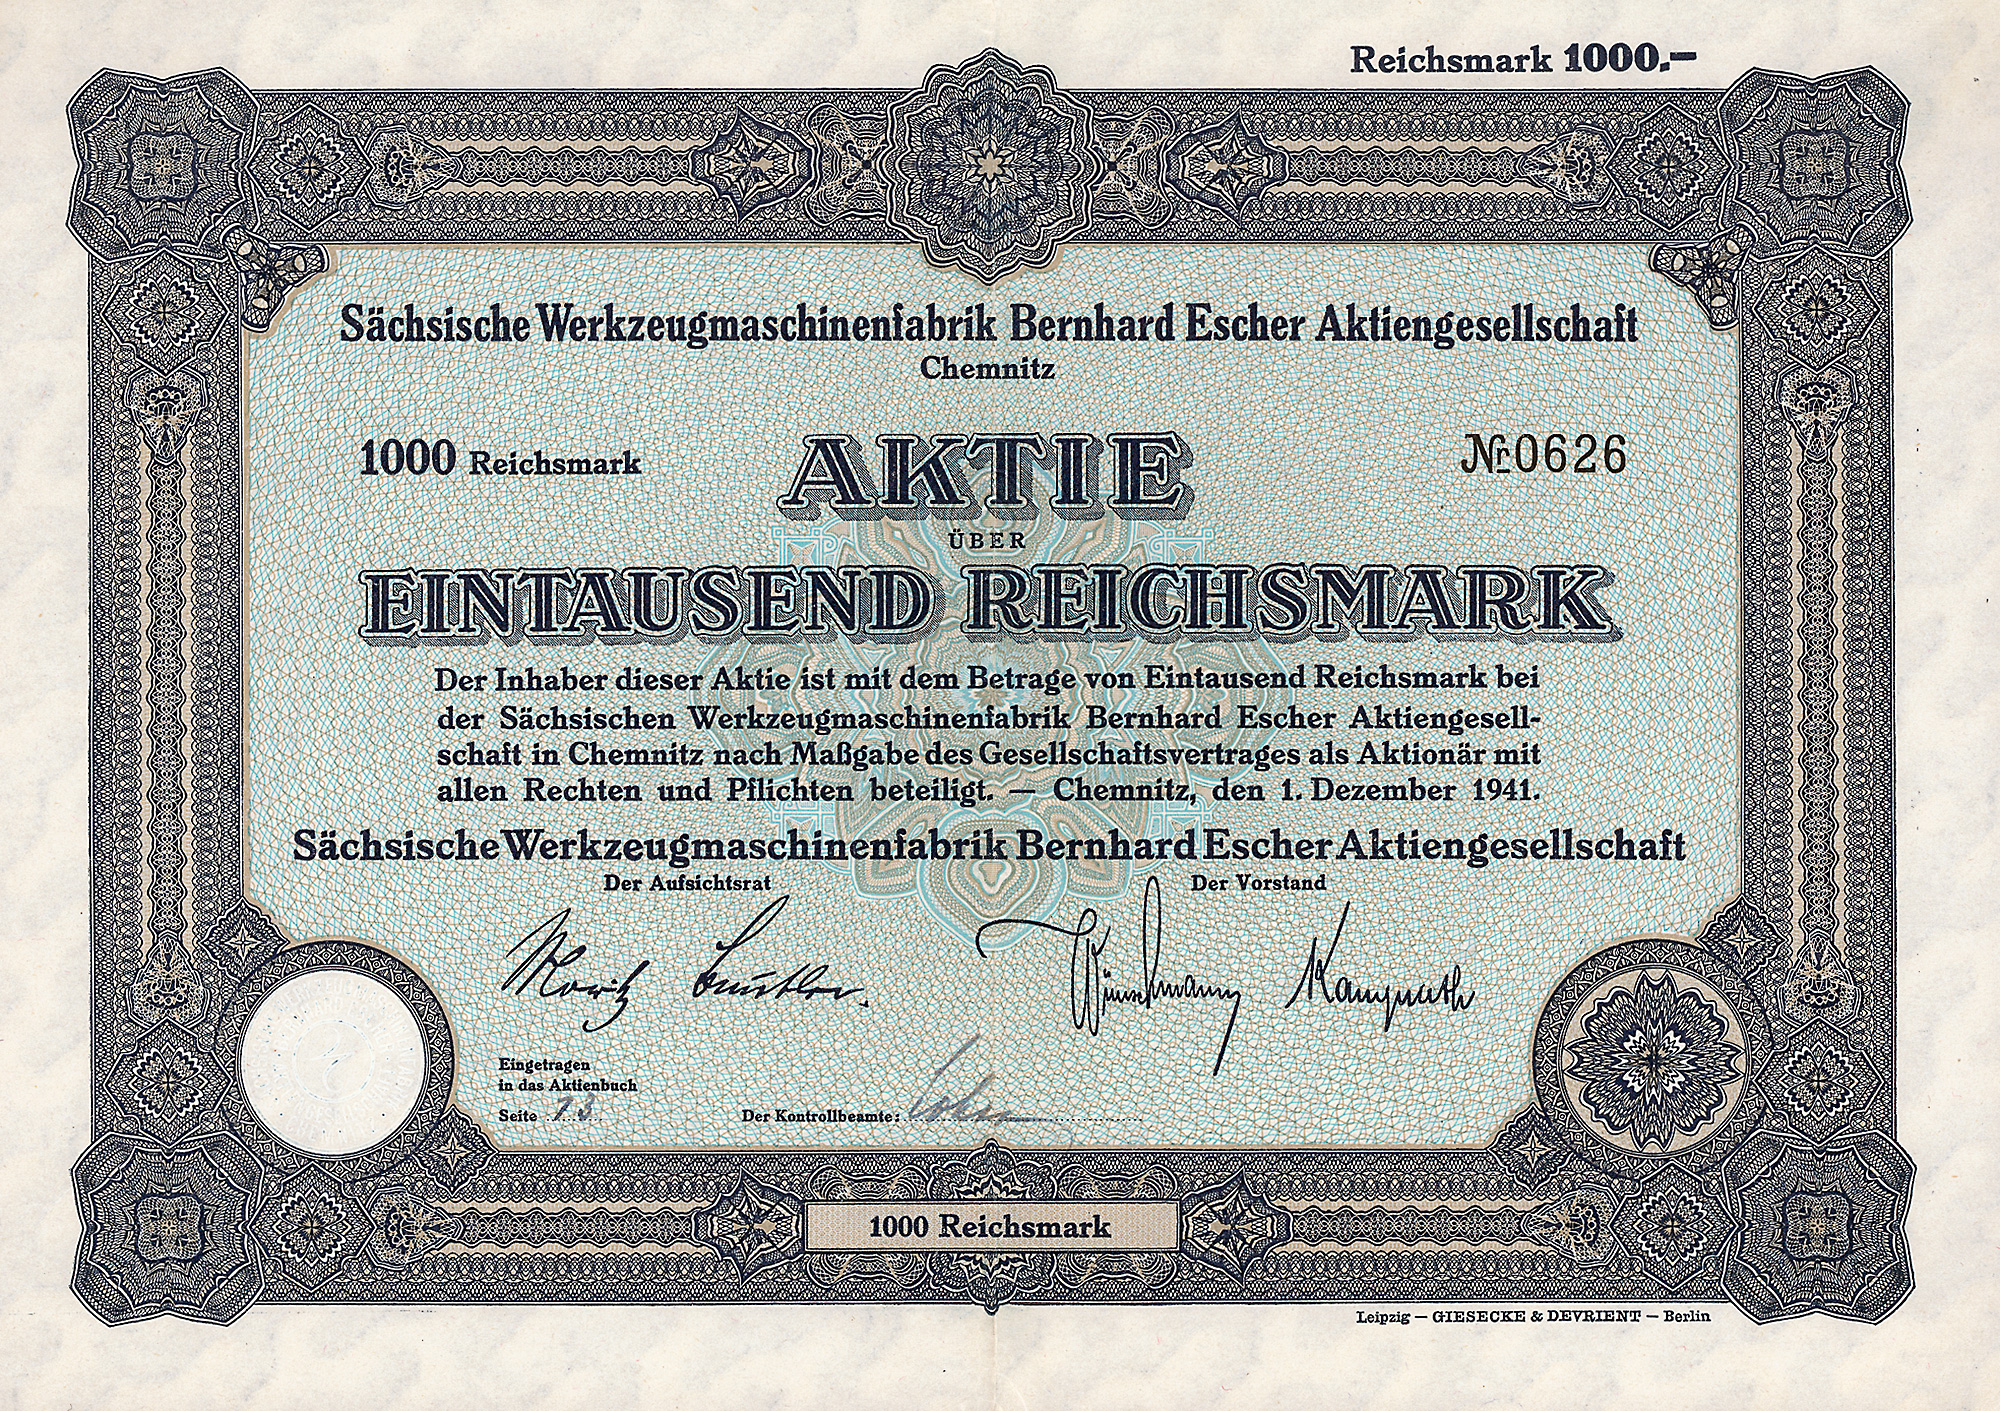 Reichsmark 1000.–
Sächsische Werkzeugmaschinenfabrik Bernhard Escher Aktiengesellschaft
Chemnitz
1000 Reichsmark
AKTIE
№ 0626
ÜBER
EINTAUSEND REICHSMARK
Der Inhaber dieser Aktie ist mit dem Betrage von Eintausend Reichsmark bei
der Sächsischen Werkzeugmaschinenfabrik Bernhard Escher Aktiengesell-
schaft in Chemnitz nach Maßgabe des Gesellschaftsvertrages als Aktionär mit
allen Rechten und Pflichten beteiligt. — Chemnitz, den 1. Dezember 1941.
Sächsische Werkzeugmaschinenfabrik Bernhard Escher Aktiengesellschaft
Der Aufsichtsrat
Der Vorstand
Moritz
Eingetragen
in das Aktienbuch
Seite 13
Der Kontrollbeamte:
1000 Reichsmark
Leipzig — GIESECKE & DEVRIENT — Berlin